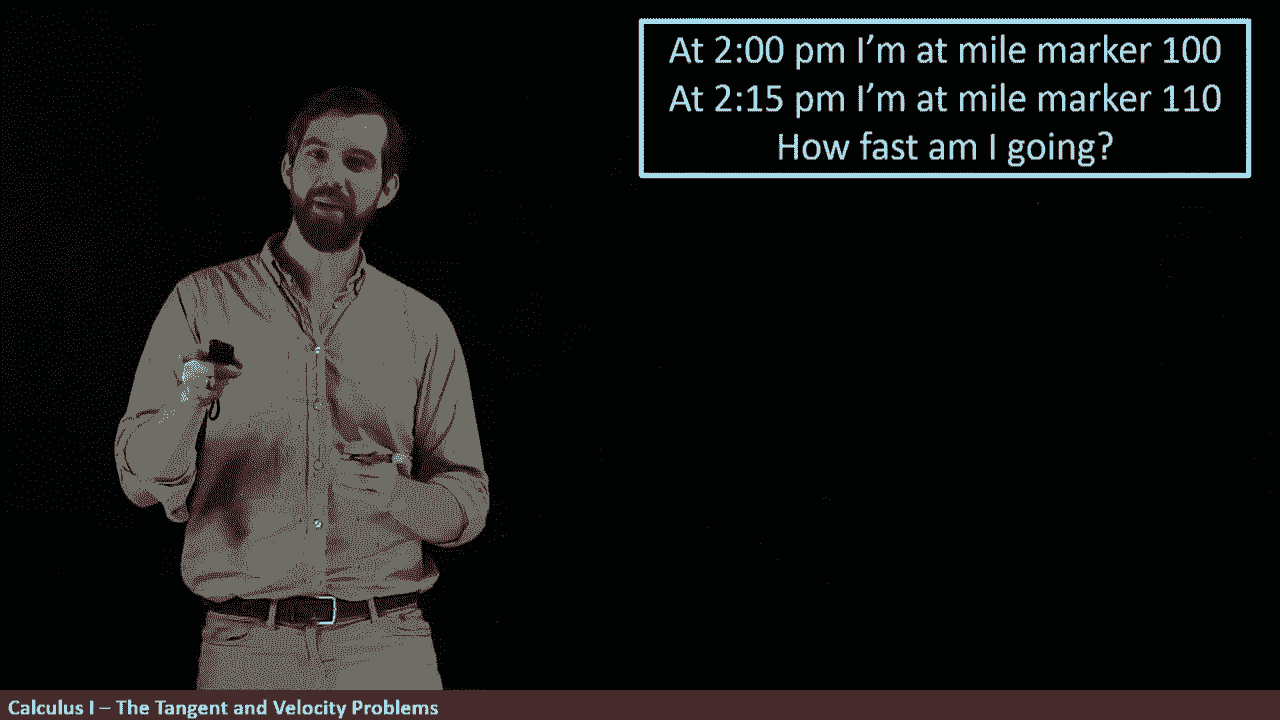 At 2:00 pm I’m at mile marker 100
At 2:15 pm I’m at mile marker 110
How fast am I going?
Calculus I – The Tangent and Velocity Problems